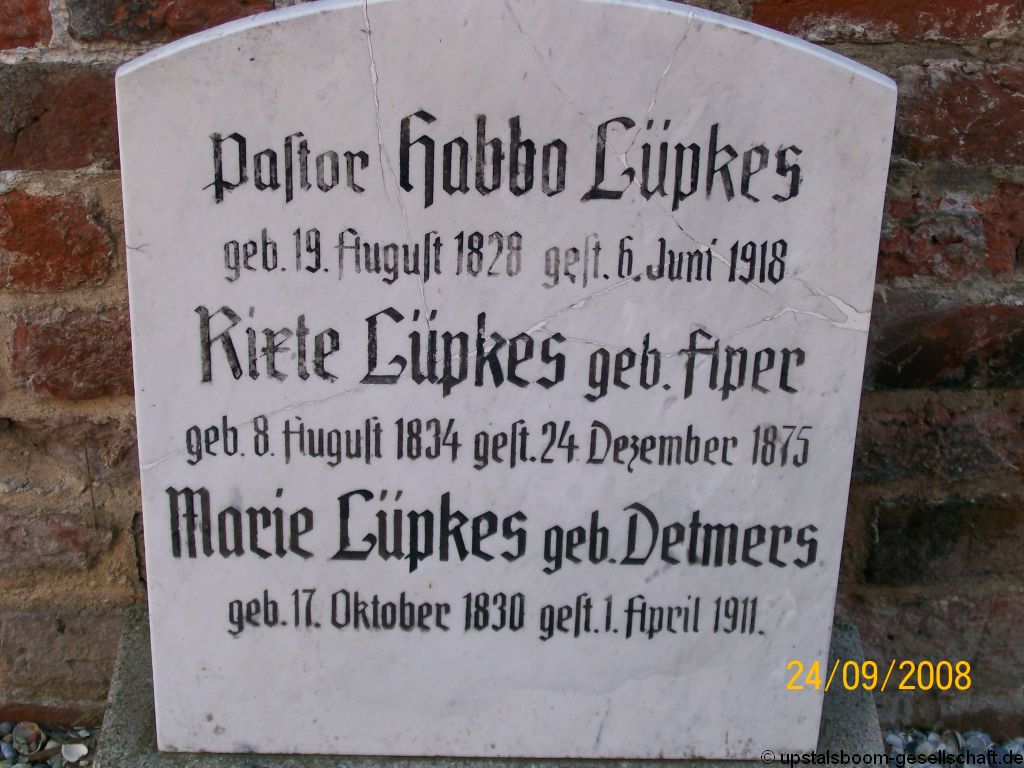 Pastor Habbo Lüpkes
geb. 19. August 1828 gest. 6. Juni 1918
Rixte Lüpkes geb. Aper
geb. 8. August 1834 gest. 24. Dezember 1875
Marie Lüpkes geb. Detmers.
geb. 17. Oktober 1830 gest. 1. April 1911.
24/09/2008
© upstalsboom-gesellschaft.de